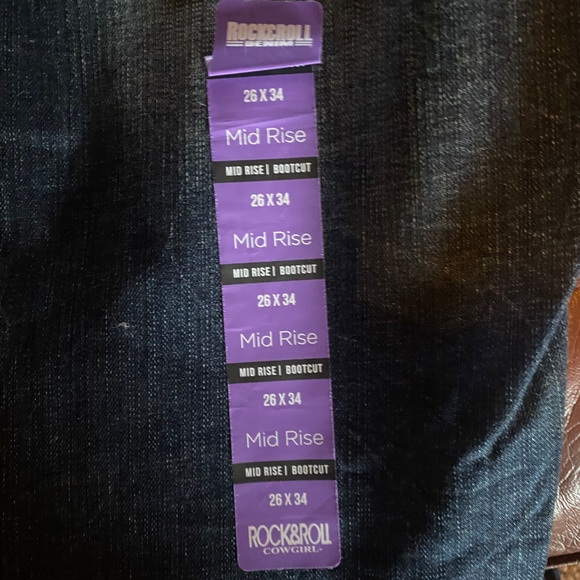 ROCK&ROLL
DENIM
26 X 34
Mid Rise
MID RISE | BOOTCUT
26 X 34
Mid Rise
MID RISE | BOOTCUT
26 X 34
Mid Rise
MID RISE | BOOTCUT
26 X 34
Mid Rise
MID RISE | BOOTCUT
26 X 34
ROCK&ROLL
COWGIRL